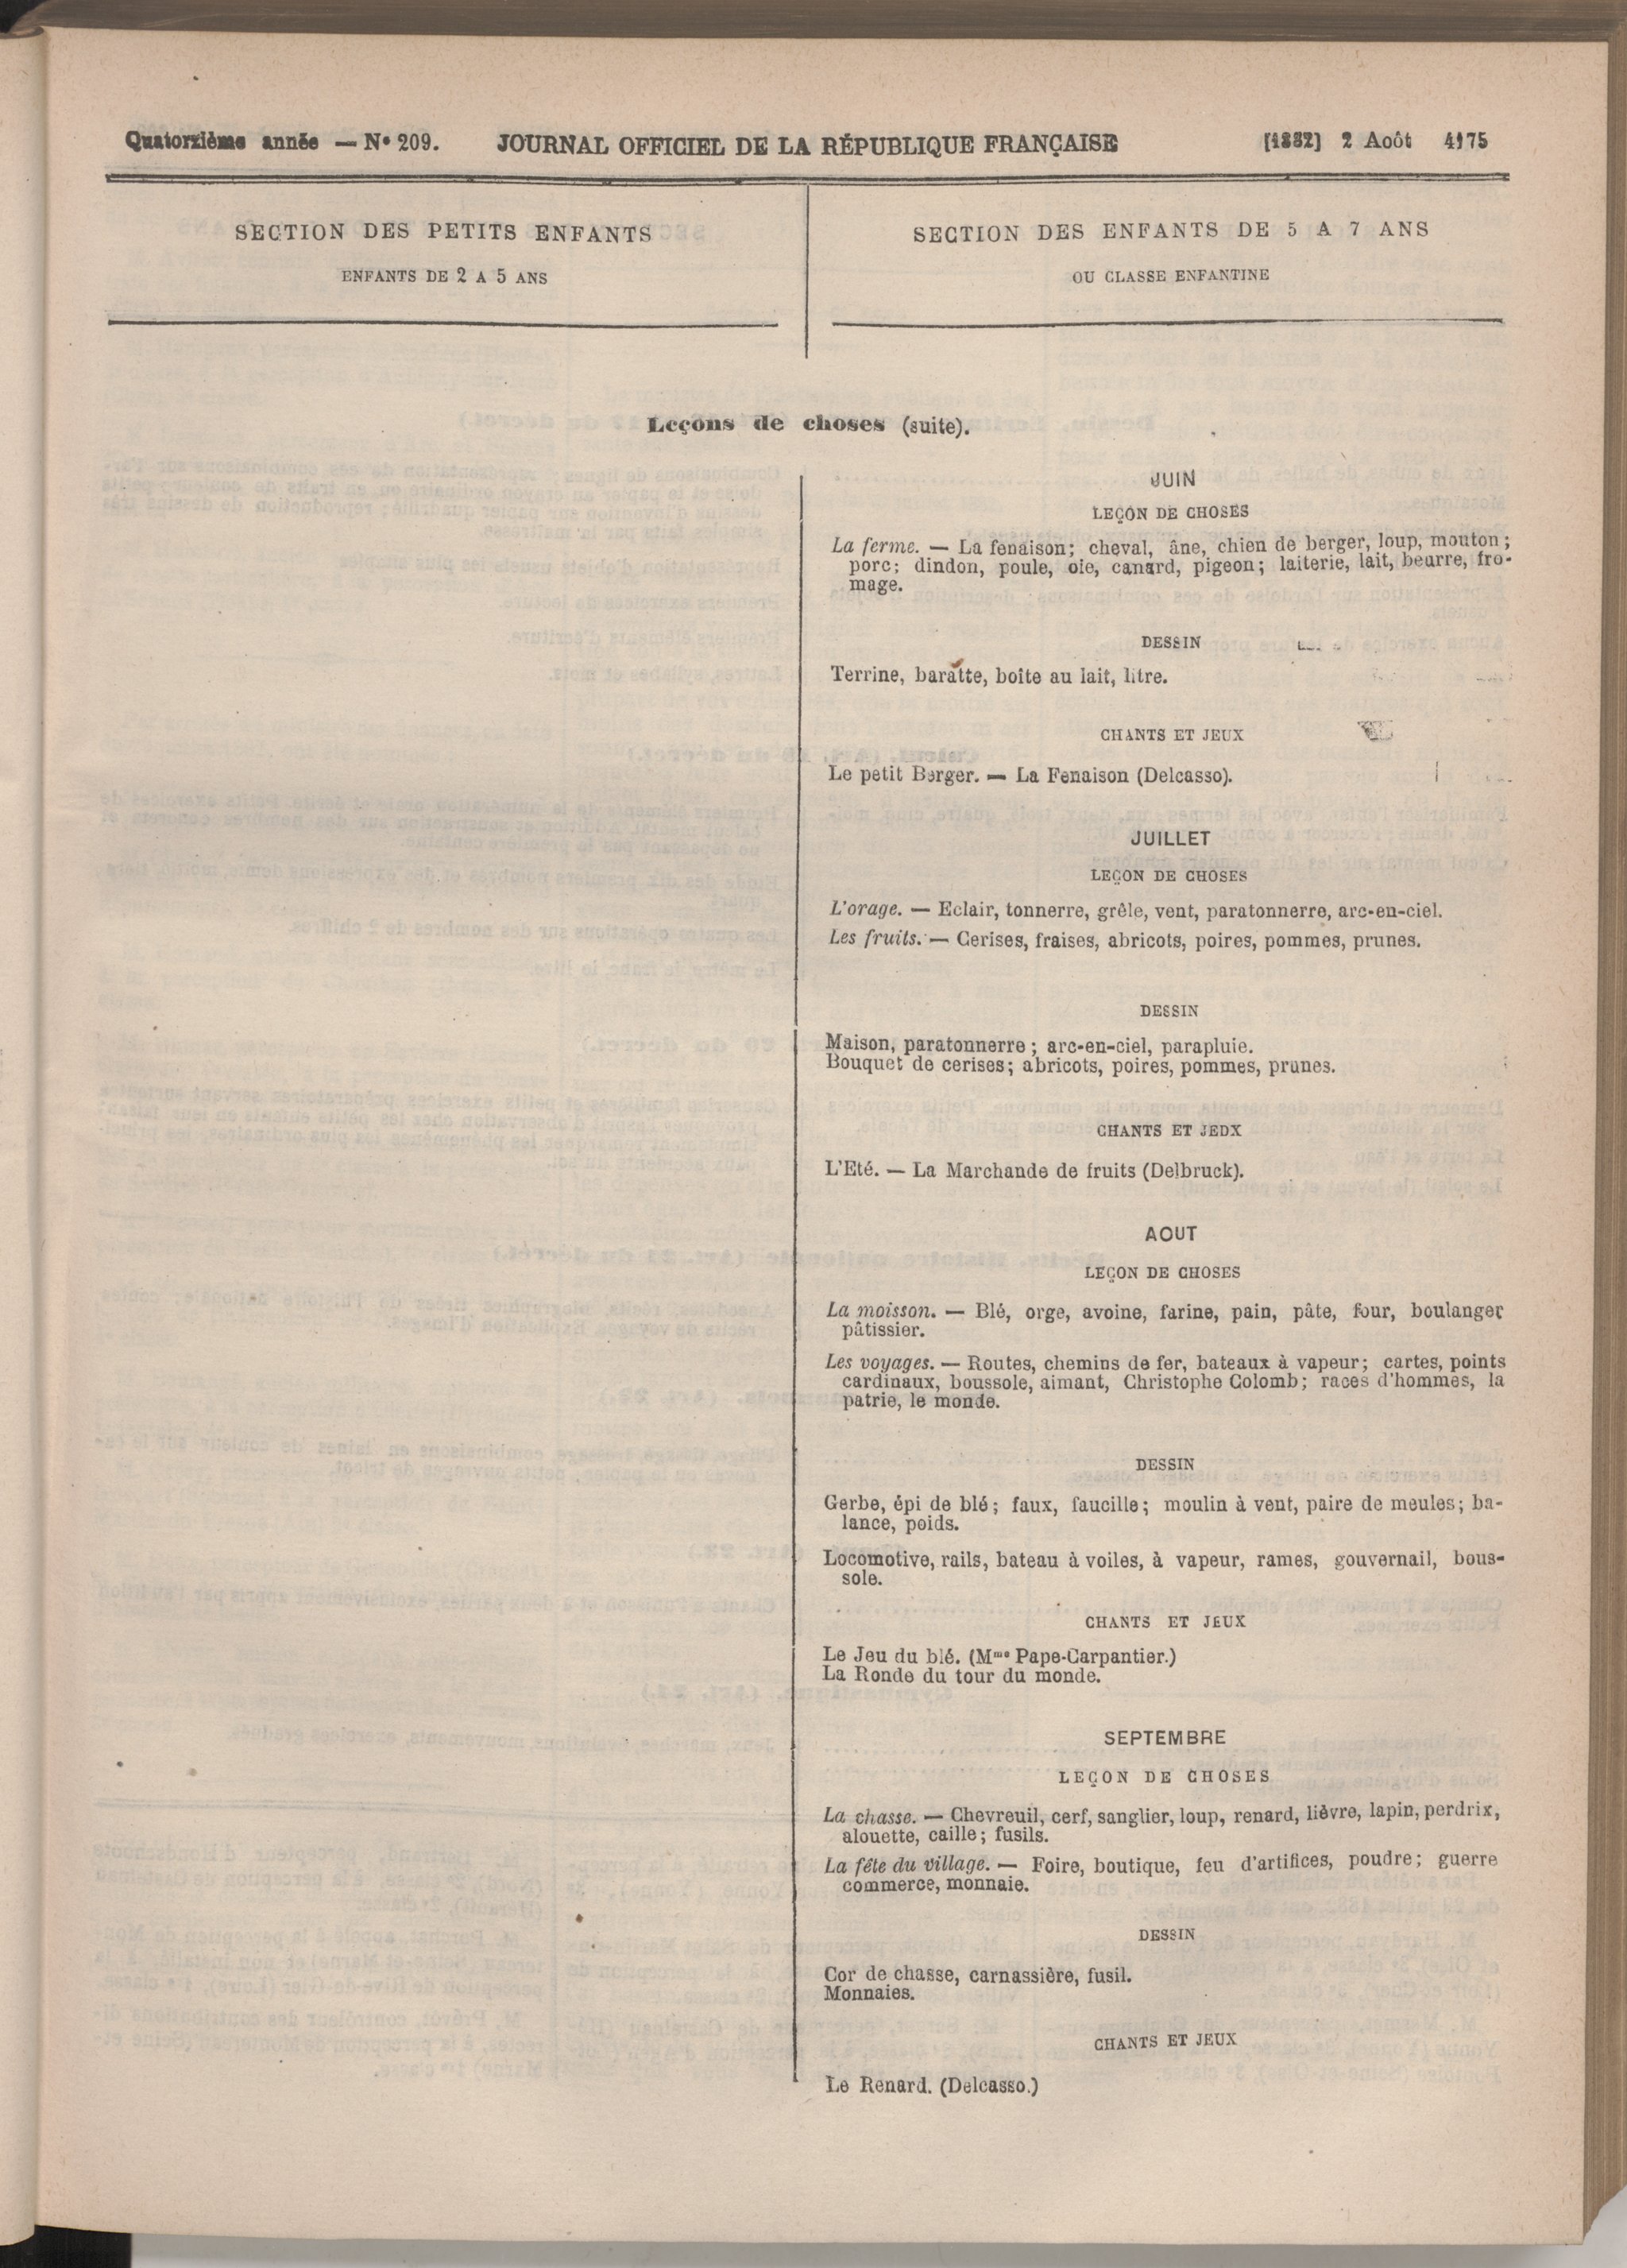 Quatorzième année — N° 209. JOURNAL OFFICIEL DE LA RÉPUBLIQUE FRANÇAISE [1882] 2 Août 4175
SECTION DES PETITS ENFANTS
ENFANTS DE 2 A 5 ANS
SECTION DES ENFANTS DE 5 A 7 ANS
OU CLASSE ENFANTINE
Leçons de choses (suite).
JUIN
LEÇON DE CHOSES
La ferme. — La fenaison; cheval, âne, chien de berger, loup, mouton;
porc; dindon, poule, oie, canard, pigeon; laiterie, lait, beurre, fro-
mage.
DESSIN
Terrine, baratte, boîte au lait, litre.
CHANTS ET JEUX
Le petit Berger. — La Fenaison (Delcasso).
JUILLET
LEÇON DE CHOSES
L'orage. — Eclair, tonnerre, grêle, vent, paratonnerre, arc-en-ciel.
Les fruits. — Cerises, fraises, abricots, poires, pommes, prunes.
DESSIN
Maison, paratonnerre; arc-en-ciel, parapluie.
Bouquet de cerises; abricots, poires, pommes, prunes.
CHANTS ET JEDX
L'Eté. — La Marchande de fruits (Delbruck).
AOUT
LEÇON DE CHOSES
La moisson. — Blé, orge, avoine, farine, pain, pâte, four, boulanger
pâtissier.
Les voyages. — Routes, chemins de fer, bateaux à vapeur; cartes, points
cardinaux, boussole, aimant, Christophe Colomb; races d'hommes, la
patrie, le monde.
DESSIN
Gerbe, épi de blé; faux, faucille; moulin à vent, paire de meules; ba-
lance, poids.
Locomotive, rails, bateau à voiles, à vapeur, rames, gouvernail, bous-
sole.
CHANTS ET JEUX
Le Jeu du blé. (Mme Pape-Carpantier.)
La Ronde du tour du monde.
SEPTEMBRE
LEÇON DE CHOSES
La chasse. — Chevreuil, cerf, sanglier, loup, renard, lièvre, lapin, perdrix,
alouette, caille; fusils.
La fête du village. — Foire, boutique, feu d'artifices, poudre; guerre
commerce, monnaie.
DESSIN
Cor de chasse, carnassière, fusil.
Monnaies.
CHANTS ET JEUX
Le Renard. (Delcasso.)